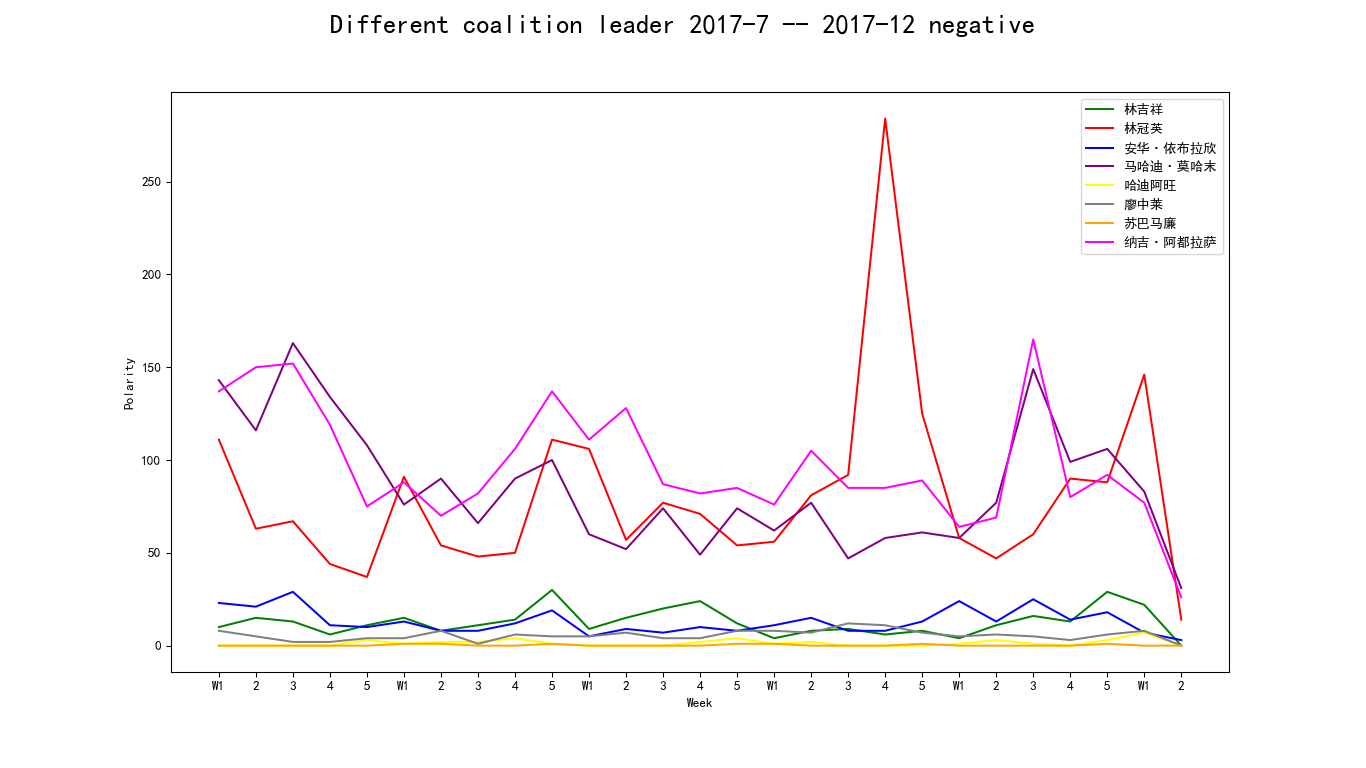 Different coalition leader 2017-7 -- 2017-12 negative
林吉祥
林冠英
安华·依布拉欣
马哈迪·莫哈末
哈迪阿旺
廖中莱
苏巴马廉
纳吉·阿都拉萨
250
200
150
100
50
0
Polarity
W1 2 3 4 5 W1 2 3 4 5 W1 2 3 4 5 W1 2 3 4 5 W1 2 3 4 5 W1 2
Week